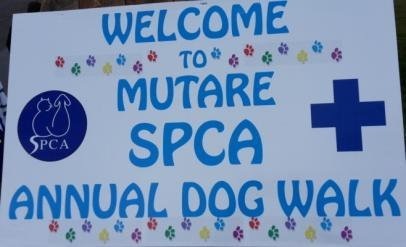 WELCOME
TO
MUTARE
SPCA
SPCA
ANNUAL DOG WALK